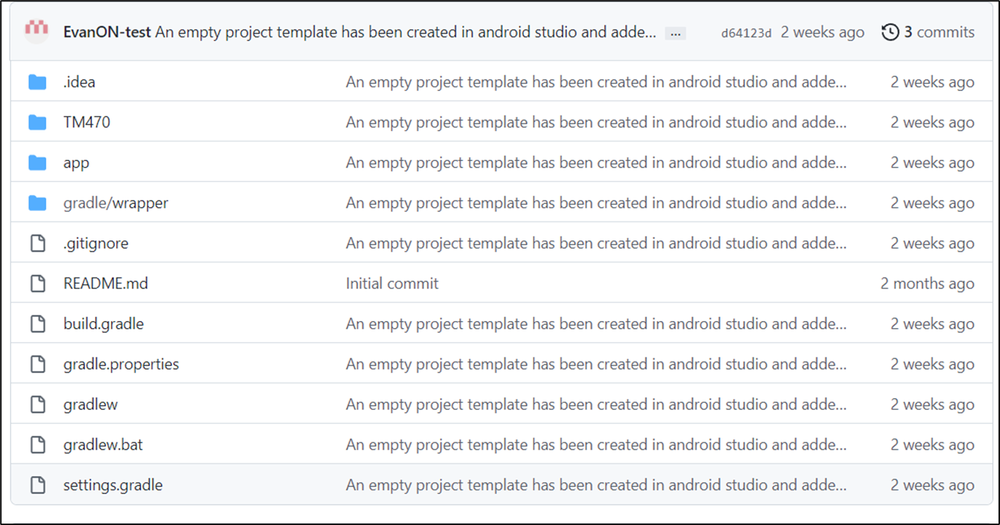 EvanON-test An empty project template has been created in android studio and adde... ... d64123d 2 weeks ago 3 commits
.idea An empty project template has been created in android studio and adde... 2 weeks ago
TM470 An empty project template has been created in android studio and adde... 2 weeks ago
app An empty project template has been created in android studio and adde... 2 weeks ago
gradle/wrapper An empty project template has been created in android studio and adde... 2 weeks ago
.gitignore An empty project template has been created in android studio and adde... 2 weeks ago
README.md Initial commit 2 months ago
build.gradle An empty project template has been created in android studio and adde... 2 weeks ago
gradle.properties An empty project template has been created in android studio and adde... 2 weeks ago
gradlew An empty project template has been created in android studio and adde... 2 weeks ago
gradlew.bat An empty project template has been created in android studio and adde... 2 weeks ago
settings.gradle An empty project template has been created in android studio and adde... 2 weeks ago